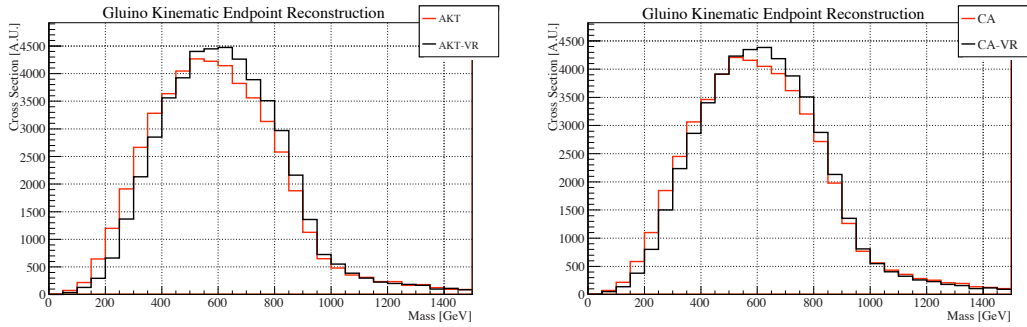 Gluino Kinematic Endpoint Reconstruction
AKT
AKT-VR
Cross Section [A.U.]
4500
4000
3500
3000
2500
2000
1500
1000
500
0
0 200 400 600 800 1000 1200 1400
Mass [GeV]
Gluino Kinematic Endpoint Reconstruction
CA
CA-VR
Cross Section [A.U.]
4500
4000
3500
3000
2500
2000
1500
1000
500
0
0 200 400 600 800 1000 1200 1400
Mass [GeV]